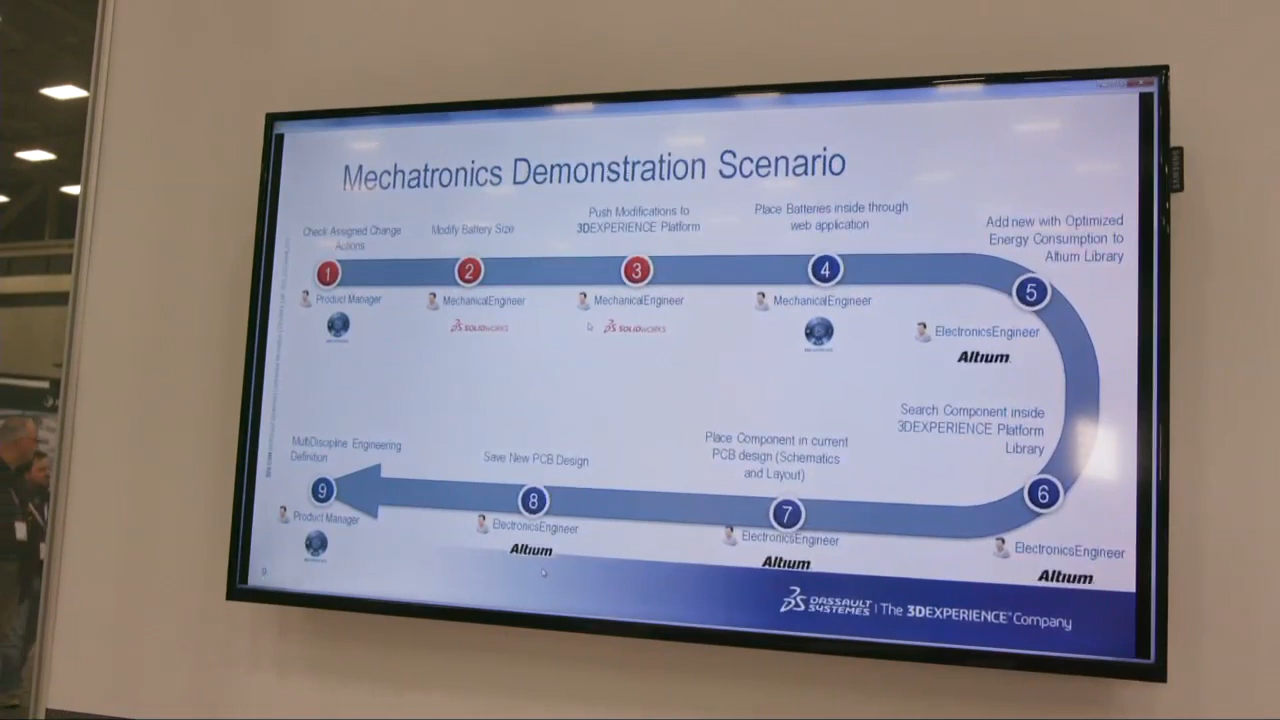 Mechatronics Demonstration Scenario
Check Assigned Change
Actions
1
Product Manager
Modify Battery Size
2
MechanicalEngineer
SOLIDWORKS
Push Modifications to
3DEXPERIENCE Platform
3
MechanicalEngineer
SOLIDWORKS
Place Batteries inside through
web application
4
MechanicalEngineer
Add new with Optimized
Energy Consumption to
Altium Library
5
ElectronicsEngineer
Altium
Search Component inside
3DEXPERIENCE Platform
Library
6
ElectronicsEngineer
Altium
Place Component in current
PCB design (Schematics
and Layout)
7
ElectronicsEngineer
Altium
Save New PCB Design
8
ElectronicsEngineer
Altium
MultiDiscipline Engineering
Definition
9
Product Manager
9
DASSAULT
SYSTEMES | The 3DEXPERIENCE Company
SAMSUNG